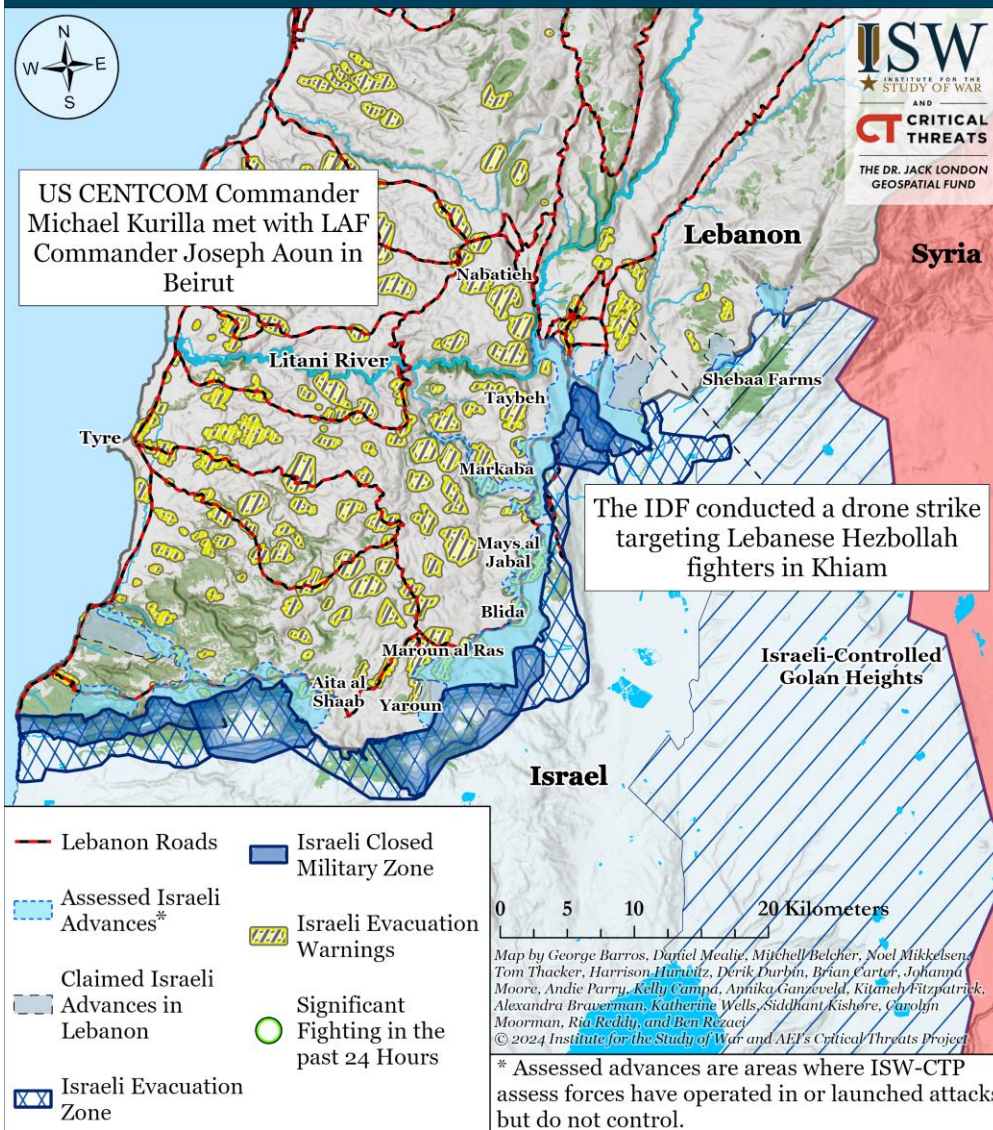 N
W E
S
ISW
INSTITUTE FOR THE
STUDY OF WAR
AND
CT CRITICAL
THREATS
THE DR. JACK LONDON
GEOSPATIAL FUND
US CENTCOM Commander
Michael Kurilla met with LAF
Commander Joseph Aoun in
Beirut
Lebanon
Syria
Nabatieh
Litani River
Shebaa Farms
Taybeh
Tyre
Markaba
The IDF conducted a drone strike
targeting Lebanese Hezbollah
fighters in Khiam
Mays al
Jabal
Blida
Maroun al Ras
Israeli-Controlled
Golan Heights
Aita al
Shaab
Yaroun
Israel
Lebanon Roads
Assessed Israeli
Advances*
Claimed Israeli
Advances in
Lebanon
Israeli Evacuation
Zone
Israeli Closed
Military Zone
Israeli Evacuation
Warnings
Significant
Fighting in the
past 24 Hours
0 5 10 20 Kilometers
Map by George Barros, Daniel Mealie, Mitchell Belcher, Noel Mikkelsen,
Tom Thacker, Harrison Hurwitz, Derik Durbin, Brian Carter, Johanna
Moore, Andie Parry, Kelly Campa, Annika Ganzeveld, Kitaneh Fitzpatrick,
Alexandra Braverman, Katherine Wells, Siddhant Kishore, Carolyn
Moorman, Ria Reddy, and Ben Rezaei
© 2024 Institute for the Study of War and AEI's Critical Threats Project
* Assessed advances are areas where ISW-CTP
assess forces have operated in or launched attacks
but do not control.